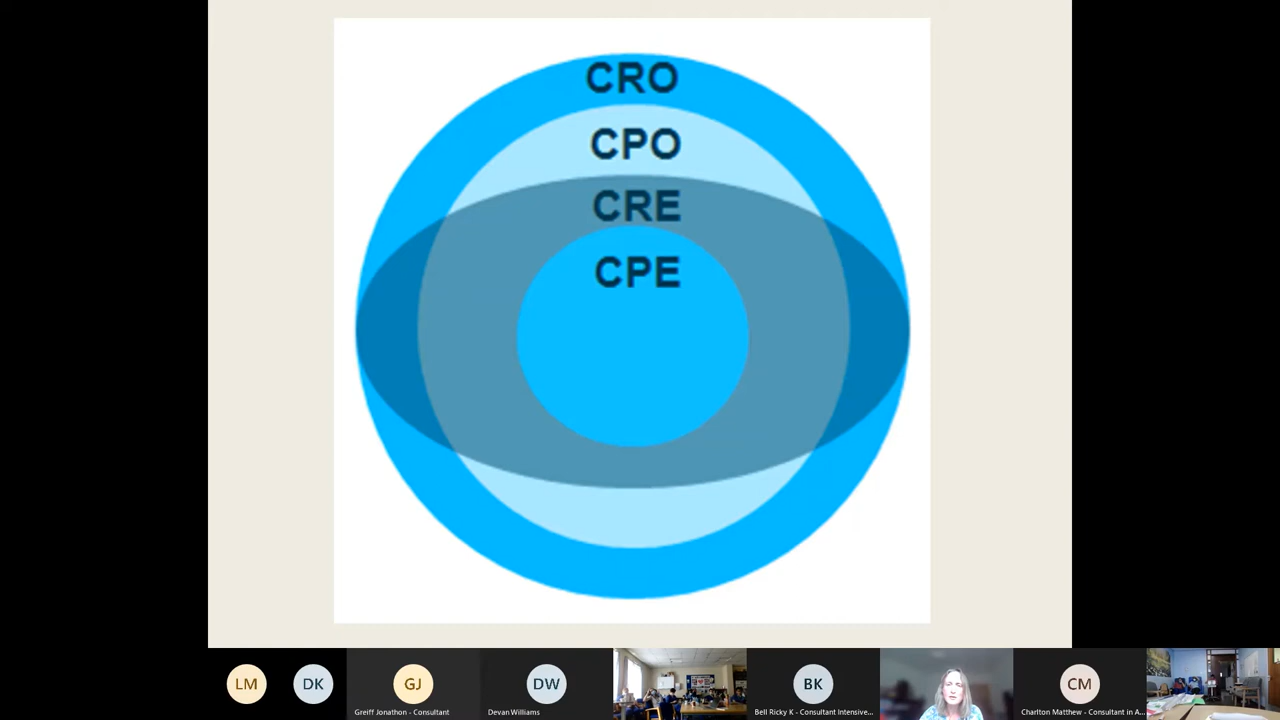 CRO
CPO
CRE
CPE
LM
DK
GJ
DW
BK
CM
Greiff Jonathon - Consultant
Devan Williams
Bell Ricky K - Consultant Intensive...
Charlton Matthew - Consultant in A...